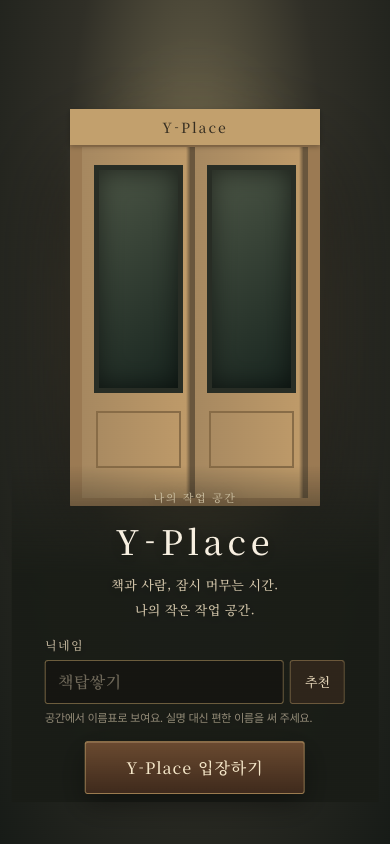 Y-Place
나의 작업 공간
Y-Place
책과 사람, 잠시 머무는 시간.
나의 작은 작업 공간.
닉네임
책탑쌓기
추천
공간에서 이름표로 보여요. 실명 대신 편한 이름을 써 주세요.
Y-Place 입장하기